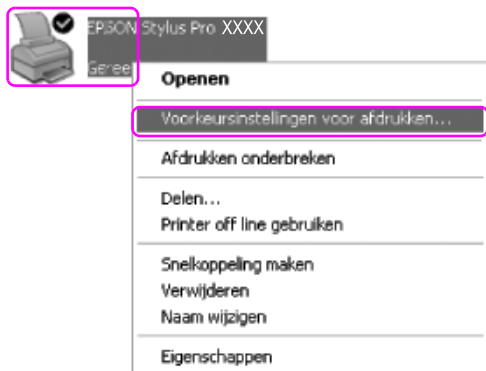 EPSON Stylus Pro XXXX
Geree
Openen
Voorkeursinstellingen voor afdrukken...
Afdrukken onderbreken
Delen...
Printer off line gebruiken
Snelkoppeling maken
Verwijderen
Naam wijzigen
Eigenschappen